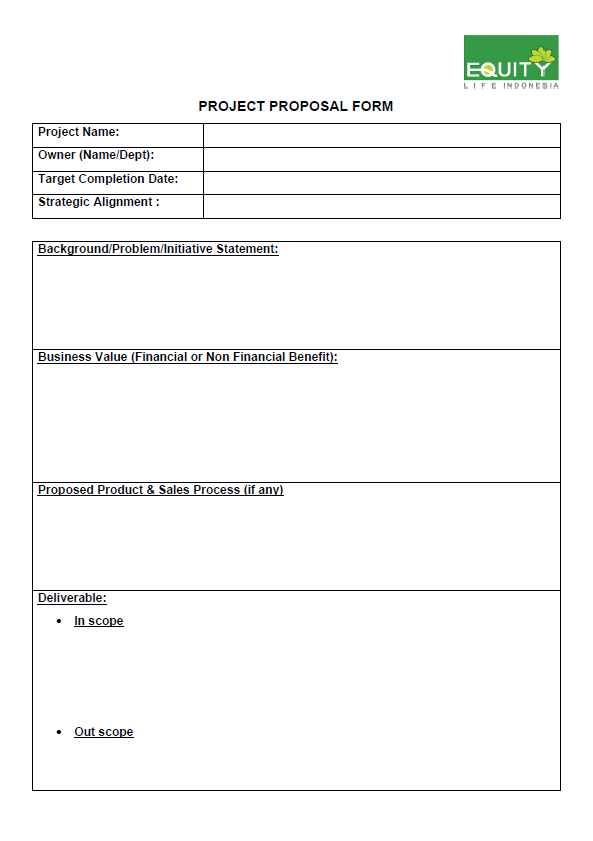 EQUITY
LIFE INDONESIA
PROJECT PROPOSAL FORM
Project Name:
Owner (Name/Dept):
Target Completion Date:
Strategic Alignment :
Background/Problem/Initiative Statement:
Business Value (Financial or Non Financial Benefit):
Proposed Product & Sales Process (if any)
Deliverable:
• In scope
• Out scope